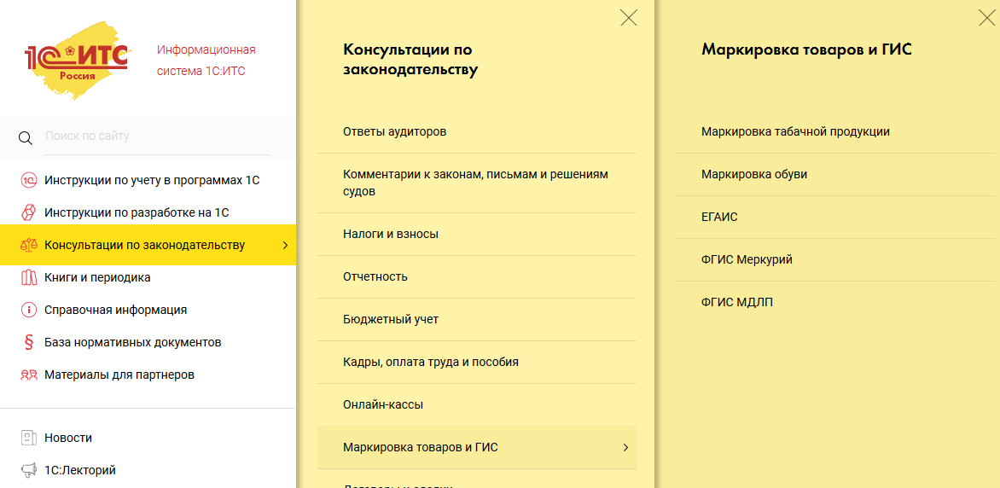 1С ИТС
Россия
Информационная
система 1С:ИТС
Поиск по сайту
Инструкции по учету в программах 1С
Инструкции по разработке на 1С
Консультации по законодательству
Книги и периодика
Справочная информация
База нормативных документов
Материалы для партнеров
Новости
1С:Лекторий
Консультации по
законодательству
Ответы аудиторов
Комментарии к законам, письмам и решениям
судов
Налоги и взносы
Отчетность
Бюджетный учет
Кадры, оплата труда и пособия
Онлайн-кассы
Маркировка товаров и ГИС
Маркировка товаров и ГИС
Маркировка табачной продукции
Маркировка обуви
ЕГАИС
ФГИС Меркурий
ФГИС МДЛП